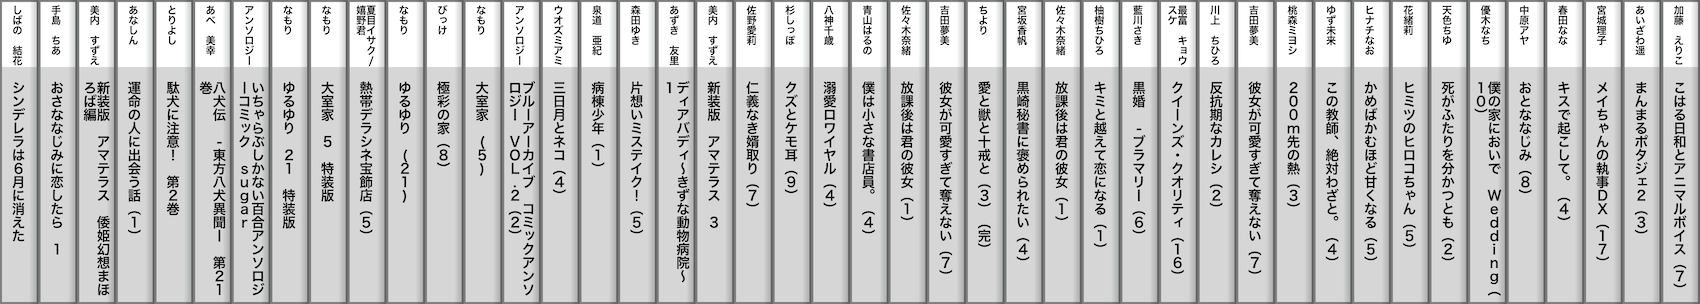 加藤 えりこ
こはる日和とアニマルボイス（7）
あいざわ遥
まんまるポタジェ2（3）
宮城理子
メイちゃんの執事DX（17）
春田なな
キスで起こして。（4）
中原アヤ
おとななじみ（8）
優木なち
僕の家においで Wedding（
10）
天色ちゆ
死がふたりを分かつとも（2）
花緒莉
ヒミツのヒロコちゃん（5）
ヒナチなお
かめばかむほど甘くなる（5）
ゆず未来
この教師、絶対わざと。（4）
桃森ミヨシ
200m先の熱（3）
吉田夢美
彼女が可愛すぎて奪えない（7）
川上 ちひろ
反抗期なカレシ（2）
最富 キョウ
スケ
クイーンズ・クオリティ（16）
藍川さき
黒婚 -ブラマリー（6）
柚樹ちひろ
キミと越えて恋になる（1）
佐々木奈緒
放課後は君の彼女（1）
宮坂香帆
黒崎秘書に褒められたい（4）
ちより
愛と獣と十戒と（3）（完）
吉田夢美
彼女が可愛すぎて奪えない（7）
佐々木奈緒
放課後は君の彼女（1）
青山はるの
僕は小さな書店員。（4）
八神千歳
溺愛ロワイヤル（4）
杉しっぽ
クズとケモ耳（9）
佐野愛莉
仁義なき婿取り（7）
美内 すずえ
新装版 アマテラス 3
あずき 友里
ディアバディ～きずな動物病院～
1
森田ゆき
片想いミステイク！（5）
泉道 亜紀
病棟少年（1）
ウオズミアミ
三日月とネコ（4）
アンソロジー
ブルーアーカイブ コミックアンソ
ロジー VOL.2（2）
なもり
大室家 (5)
びっけ
極彩の家（8）
なもり
ゆるゆり (21)
夏目イサク/
嬉野君
熱帯デラシネ宝飾店（5）
なもり
大室家 5 特装版
なもり
ゆるゆり 21 特装版
アンソロジー
いちゃらぶしかない百合アンソロジ
ーコミック sugar
あべ 美幸
八犬伝 -東方八犬異聞ー 第21
巻
とりよし
駄犬に注意！ 第2巻
あなしん
運命の人に出会う話（1）
美内 すずえ
新装版 アマテラス 倭姫幻想まほ
ろば編
手島 ちあ
おさななじみに恋したら 1
しばの 結花
シンデレラは6月に消えた